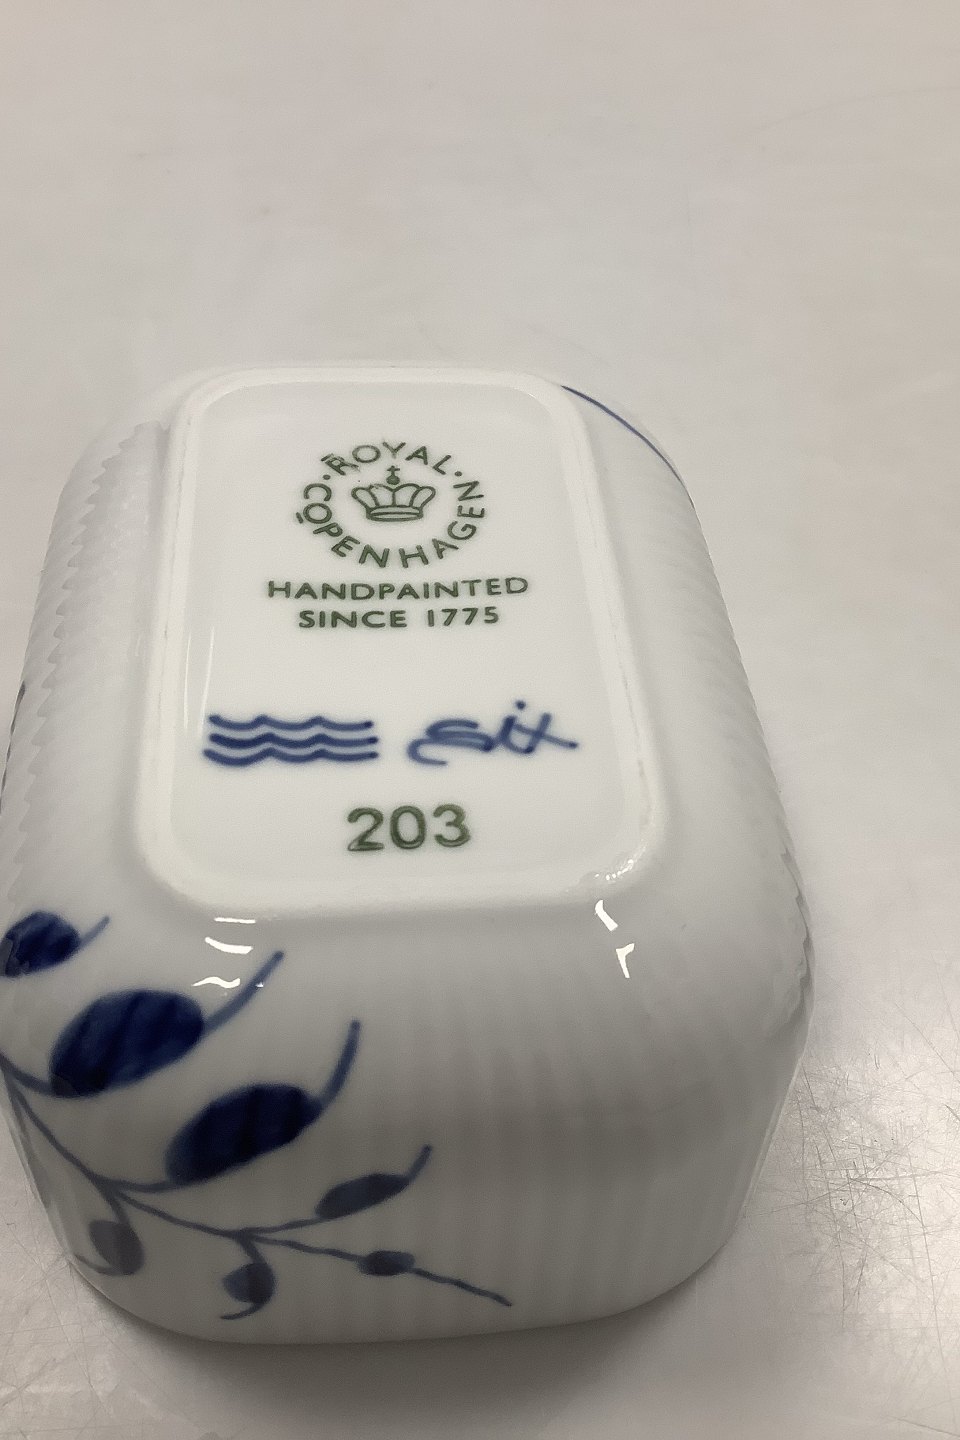 ROYAL · COPENHAGEN ·
HANDPAINTED
SINCE 1775
203